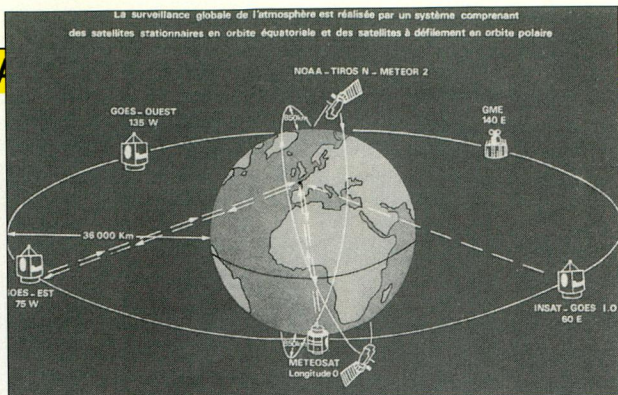 La surveillance globale de l'atmosphère est réalisée par un système comprenant
des satellites stationnaires en orbite équatoriale et des satellites à défilement en orbite polaire
NOAA - TIROS N - METEOR 2
GOES - OUEST
135 W
850km
GME
140 E
36 000 Km
GOES - EST
75 W
INSAT - GOES I.O
60 E
850km
METEOSAT
Longitude 0